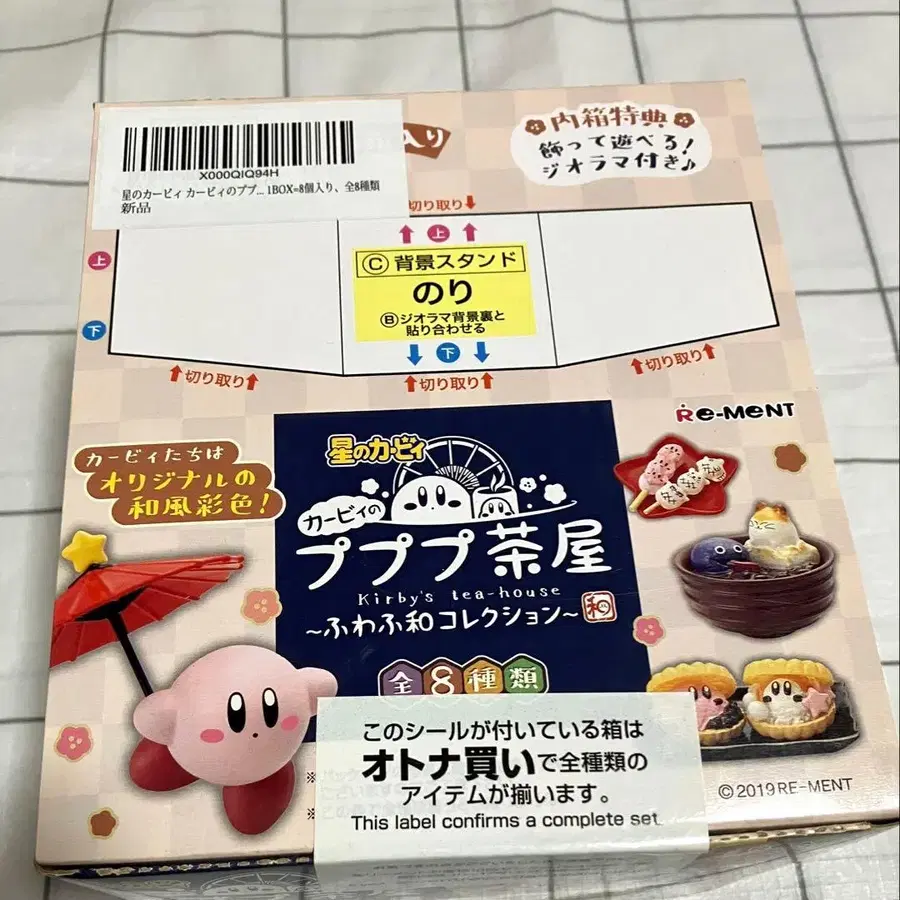 X000QIQ94H
星のカービィ カービィのププ... 1BOX=8個入り、全8種類
新品
入り
内箱特典
飾って遊べる!
ジオラマ付き♪
切り取り
上
上
Ⓒ 背景スタンド
のり
Ⓑジオラマ背景裏と
貼り合わせる
下
下
切り取り
切り取り
切り取り
Re-MeNT
カービィたちは
オリジナルの
和風彩色!
星のカービィ
カービィの
プププ茶屋
Kirby's tea-house
~ふわふ和コレクション~
和
全8種類
このシールが付いている箱は
オトナ買いで全種類の
アイテムが揃います。
This label confirms a complete set.
©2019 RE-MENT